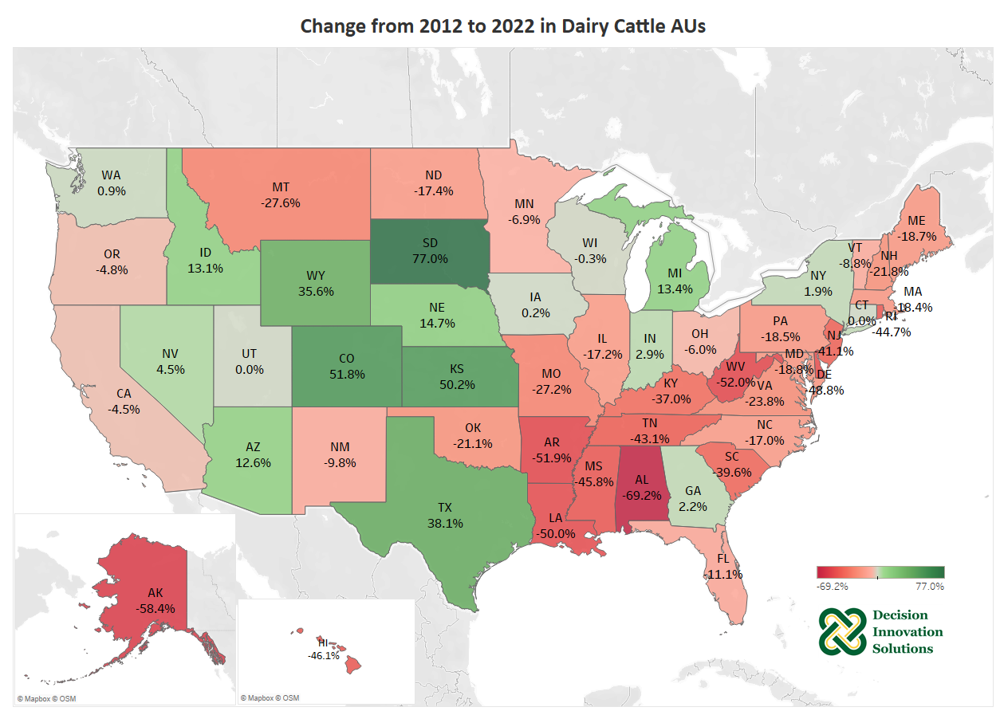 Change from 2012 to 2022 in Dairy Cattle AUs
WA
0.9%
MT
-27.6%
ND
-17.4%
MN
-6.9%
ME
-18.7%
OR
-4.8%
ID
13.1%
SD
77.0%
WI
-0.3%
VT
-8.8%
NH
-21.8%
WY
35.6%
MI
13.4%
NY
1.9%
MA
-18.4%
NE
14.7%
IA
0.2%
CT
0.0%
RI
-44.7%
PA
-18.5%
NV
4.5%
UT
0.0%
CO
51.8%
KS
50.2%
IL
-17.2%
IN
2.9%
OH
-6.0%
NJ
-41.1%
MD
-18.8%
DE
-48.8%
WV
-52.0%
VA
-23.8%
CA
-4.5%
MO
-27.2%
KY
-37.0%
AZ
12.6%
NM
-9.8%
OK
-21.1%
AR
-51.9%
TN
-43.1%
NC
-17.0%
SC
-39.6%
MS
-45.8%
AL
-69.2%
GA
2.2%
TX
38.1%
LA
-50.0%
FL
-11.1%
AK
-58.4%
HI
-46.1%
-69.2%
77.0%
Decision
Innovation
Solutions
© Mapbox © OSM
© Mapbox © OSM